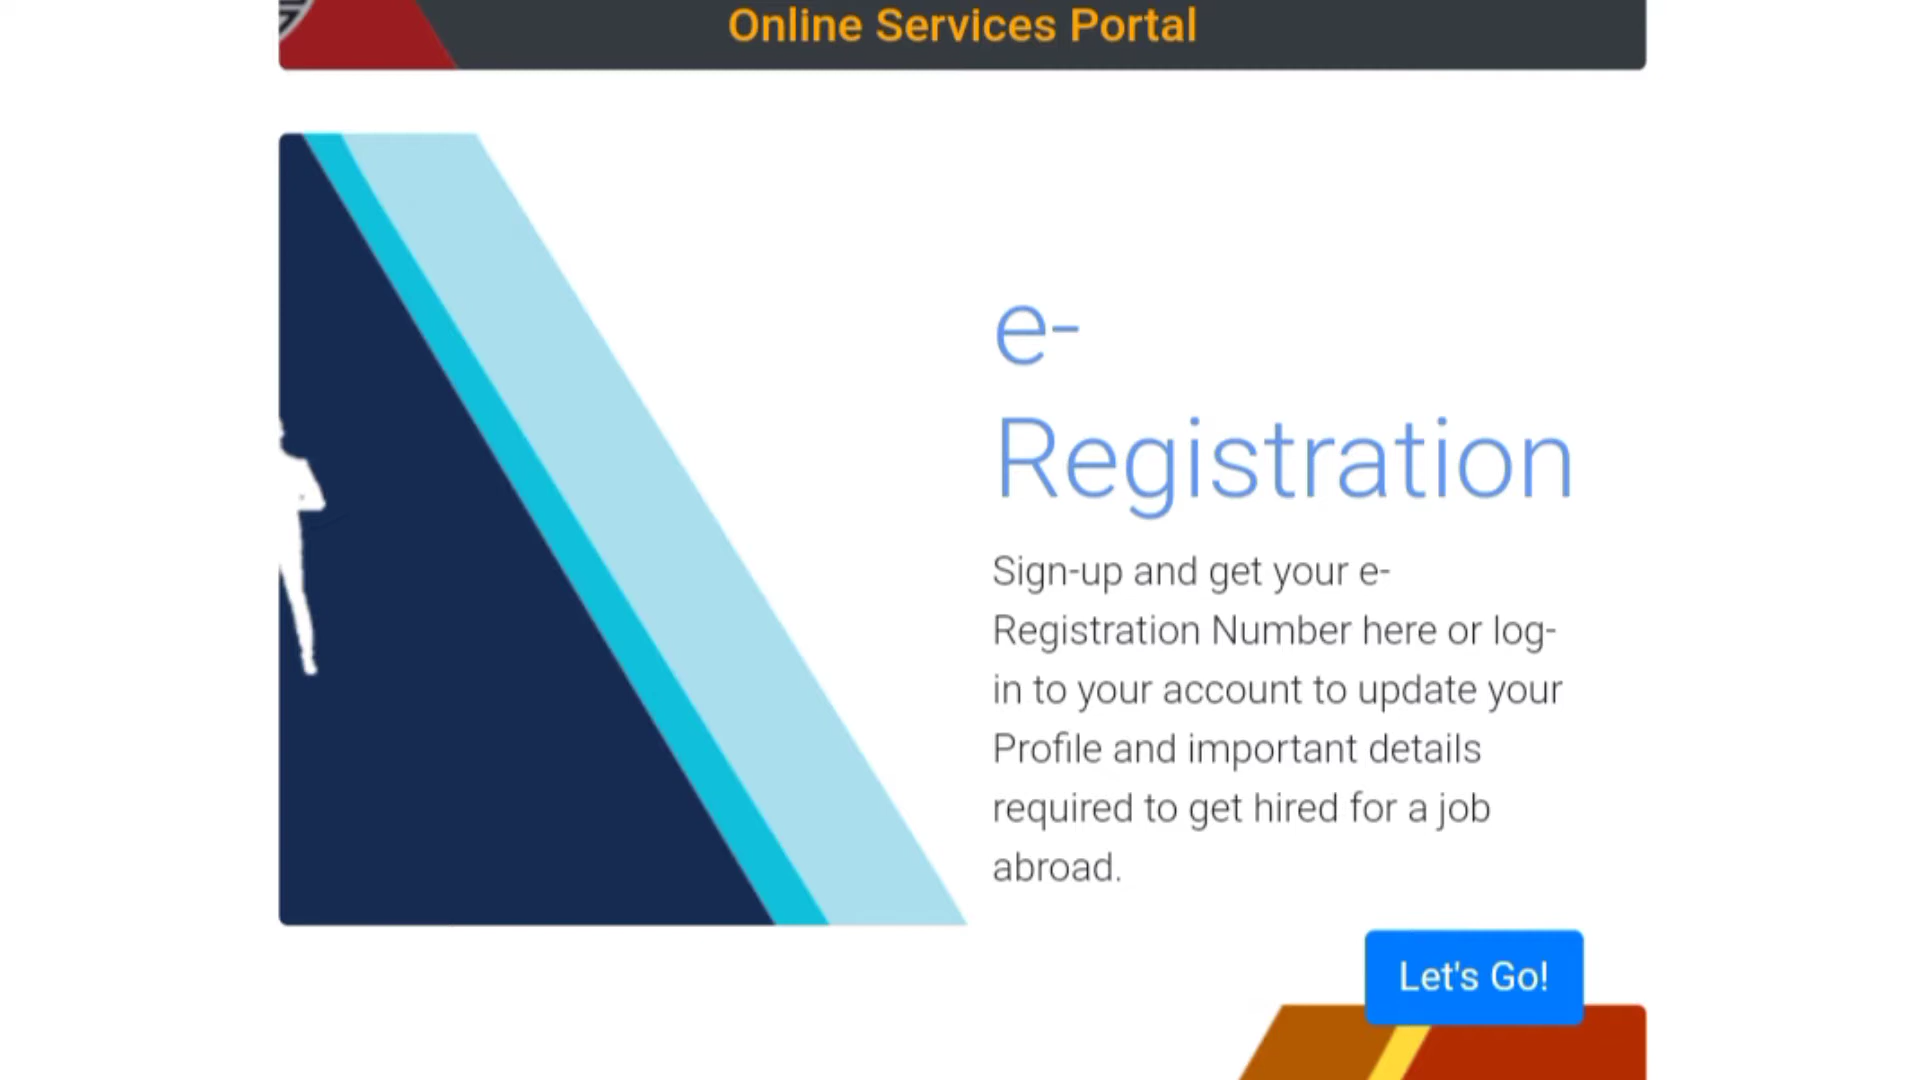 Online Services Portal
e-
Registration
Sign-up and get your e-
Registration Number here or log-
in to your account to update your
Profile and important details
required to get hired for a job
abroad.
Let's Go!